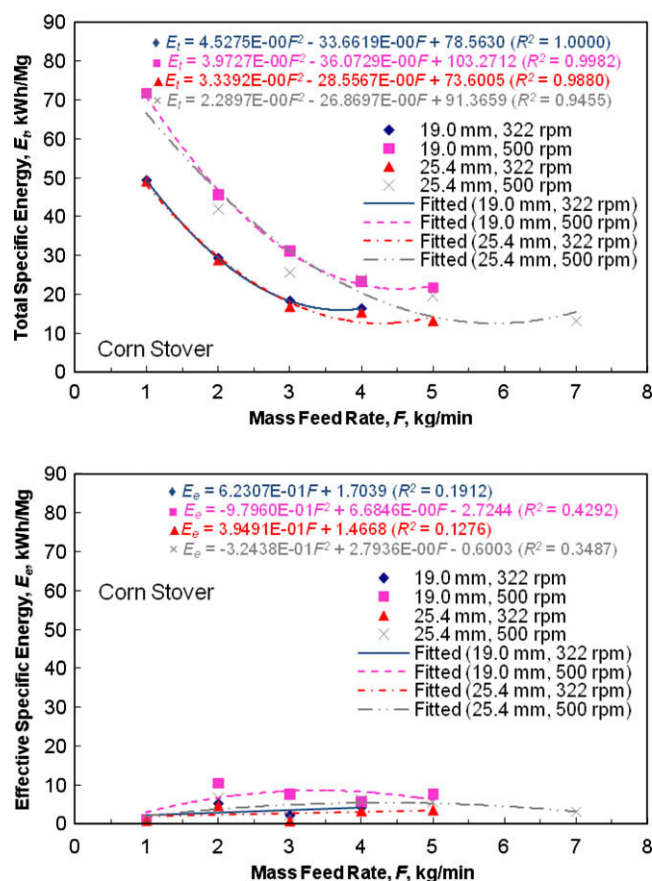 90
80
70
60
50
40
30
20
10
0
Total Specific Energy, Et, kWh/Mg
Et = 4.5275E-00F² - 33.6619E-00F + 78.5630 (R² = 1.0000)
Et = 3.9727E-00F² - 36.0729E-00F + 103.2712 (R² = 0.9982)
Et = 3.3392E-00F² - 28.5567E-00F + 73.6005 (R² = 0.9880)
Et = 2.2897E-00F² - 26.8697E-00F + 91.3659 (R² = 0.9455)
19.0 mm, 322 rpm
19.0 mm, 500 rpm
25.4 mm, 322 rpm
25.4 mm, 500 rpm
Fitted (19.0 mm, 322 rpm)
Fitted (19.0 mm, 500 rpm)
Fitted (25.4 mm, 322 rpm)
Fitted (25.4 mm, 500 rpm)
Corn Stover
0 1 2 3 4 5 6 7 8
Mass Feed Rate, F, kg/min
90
80
70
60
50
40
30
20
10
0
Effective Specific Energy, Ee, kWh/Mg
Ee = 6.2307E-01F + 1.7039 (R² = 0.1912)
Ee = -9.7960E-01F² + 6.6846E-00F - 2.7244 (R² = 0.4292)
Ee = 3.9491E-01F + 1.4668 (R² = 0.1276)
Ee = -3.2438E-01F² + 2.7936E-00F - 0.6003 (R² = 0.3487)
Corn Stover
19.0 mm, 322 rpm
19.0 mm, 500 rpm
25.4 mm, 322 rpm
25.4 mm, 500 rpm
Fitted (19.0 mm, 322 rpm)
Fitted (19.0 mm, 500 rpm)
Fitted (25.4 mm, 322 rpm)
Fitted (25.4 mm, 500 rpm)
0 1 2 3 4 5 6 7 8
Mass Feed Rate, F, kg/min